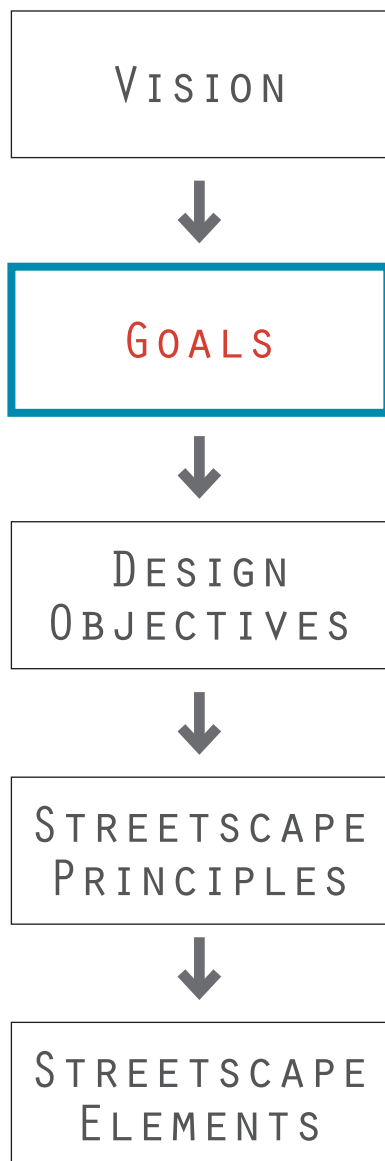 VISION
GOALS
DESIGN
OBJECTIVES
STREETSCAPE
PRINCIPLES
STREETSCAPE
ELEMENTS